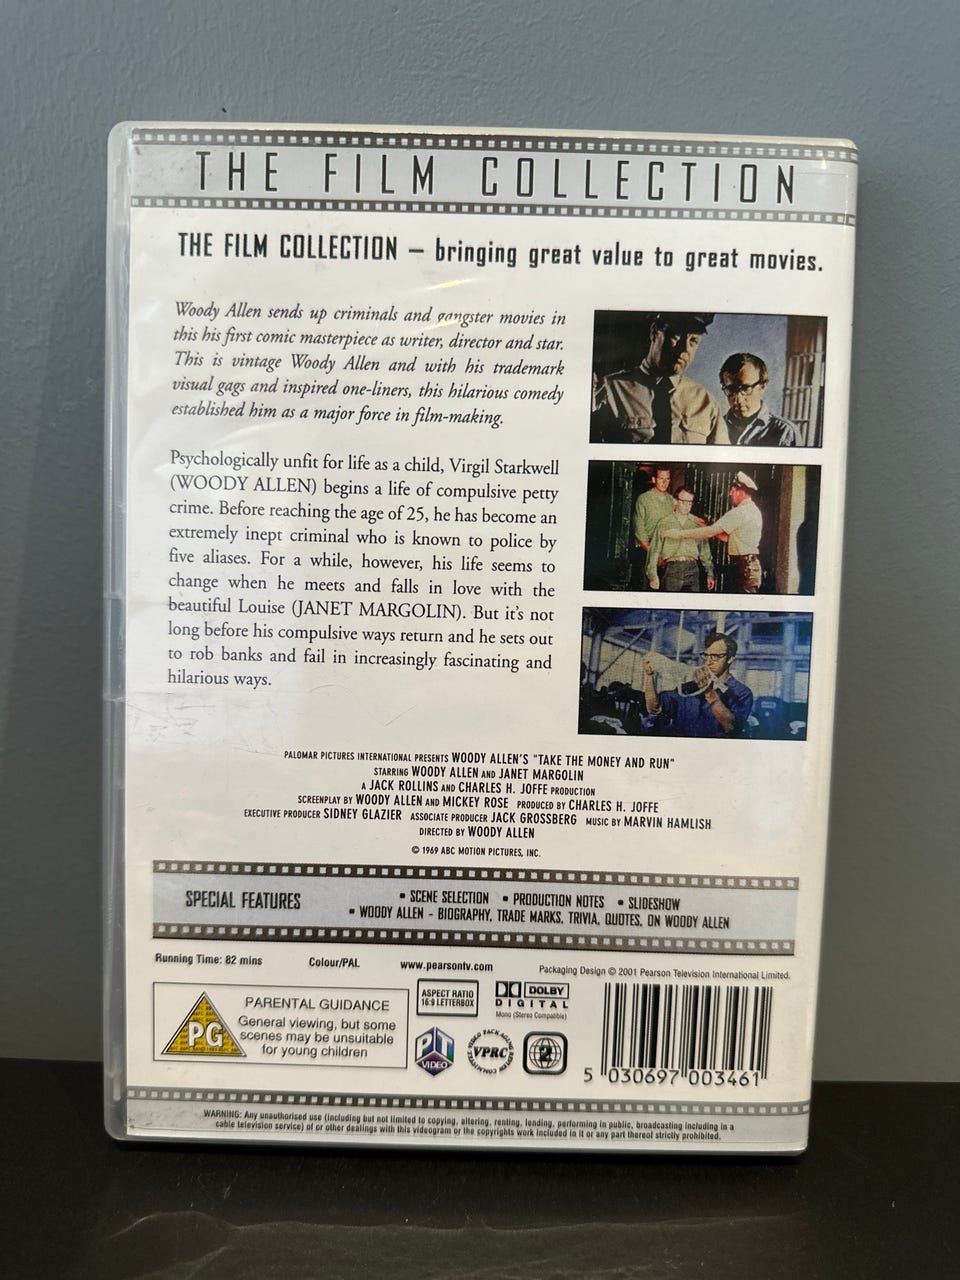 THE FILM COLLECTION
THE FILM COLLECTION – bringing great value to great movies.
Woody Allen sends up criminals and gangster movies in
this his first comic masterpiece as writer, director and star.
This is vintage Woody Allen and with his trademark
visual gags and inspired one-liners, this hilarious comedy
established him as a major force in film-making.
Psychologically unfit for life as a child, Virgil Starkwell
(WOODY ALLEN) begins a life of compulsive petty
crime. Before reaching the age of 25, he has become an
extremely inept criminal who is known to police by
five aliases. For a while, however, his life seems to
change when he meets and falls in love with the
beautiful Louise (JANET MARGOLIN). But it's not
long before his compulsive ways return and he sets out
to rob banks and fail in increasingly fascinating and
hilarious ways.
PALOMAR PICTURES INTERNATIONAL PRESENTS WOODY ALLEN'S "TAKE THE MONEY AND RUN"
STARRING WOODY ALLEN AND JANET MARGOLIN
A JACK ROLLINS AND CHARLES H. JOFFE PRODUCTION
SCREENPLAY BY WOODY ALLEN AND MICKEY ROSE PRODUCED BY CHARLES H. JOFFE
EXECUTIVE PRODUCER SIDNEY GLAZIER ASSOCIATE PRODUCER JACK GROSSBERG MUSIC BY MARVIN HAMLISH
DIRECTED BY WOODY ALLEN
© 1969 ABC MOTION PICTURES, INC.
SPECIAL FEATURES
• SCENE SELECTION • PRODUCTION NOTES • SLIDESHOW
• WOODY ALLEN - BIOGRAPHY, TRADE MARKS, TRIVIA, QUOTES, ON WOODY ALLEN
Running Time: 82 mins Colour/PAL www.pearsontv.com Packaging Design © 2001 Pearson Television International Limited.
PG
PARENTAL GUIDANCE
General viewing, but some
scenes may be unsuitable
for young children
ASPECT RATIO
16:9 LETTERBOX
DOLBY
DIGITAL
Mono (Stereo Compatible)
PT
VIDEO
VIDEO PACKAGING REVIEW COMMITTEE
VPRC
2
5 030697 003461
WARNING: Any unauthorised use (including but not limited to copying, altering, renting, lending, performing in public, broadcasting including in a
cable television service) of or other dealings with this videogram or the copyrights work included in it or any part thereof strictly prohibited.